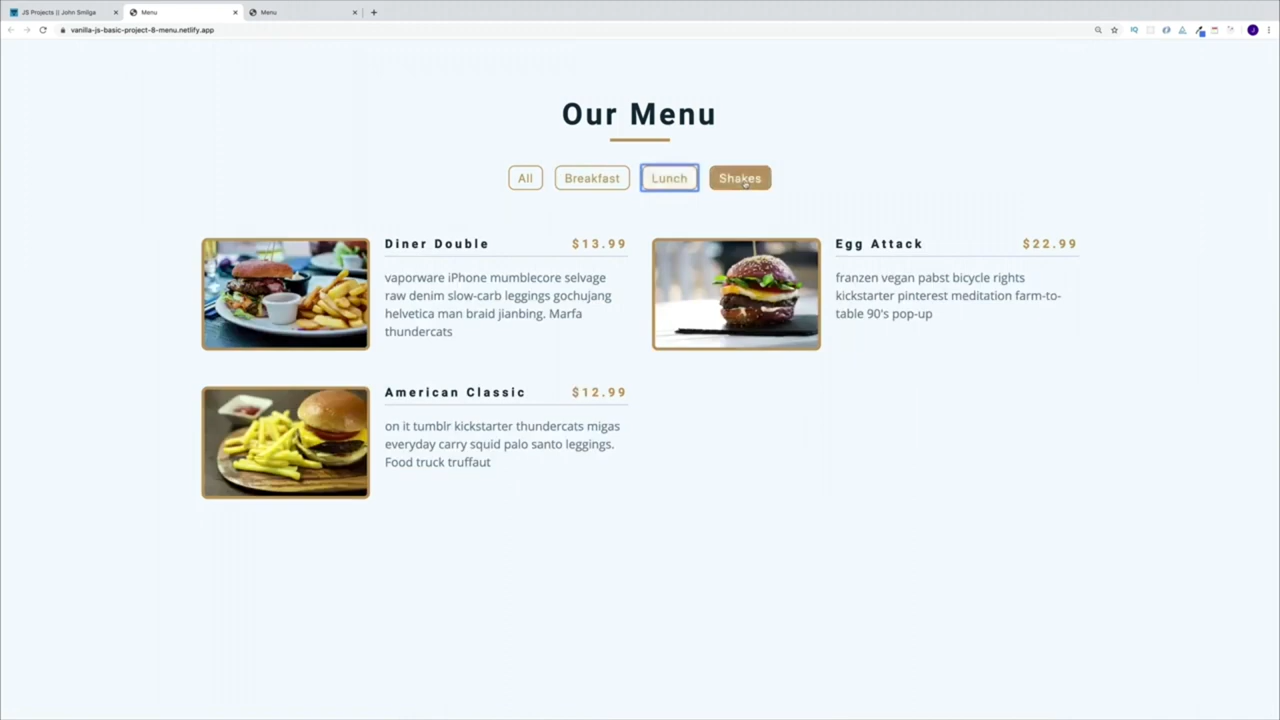 JS Projects || John Smilga
Menu
Menu
vanilla-js-basic-project-8-menu.netlify.app
Our Menu
All
Breakfast
Lunch
Shakes
Diner Double
$13.99
vaporware iPhone mumblecore selvage
raw denim slow-carb leggings gochujang
helvetica man braid jianbing. Marfa
thundercats
Egg Attack
$22.99
franzen vegan pabst bicycle rights
kickstarter pinterest meditation farm-to-
table 90's pop-up
American Classic
$12.99
on it tumblr kickstarter thundercats migas
everyday carry squid palo santo leggings.
Food truck truffaut